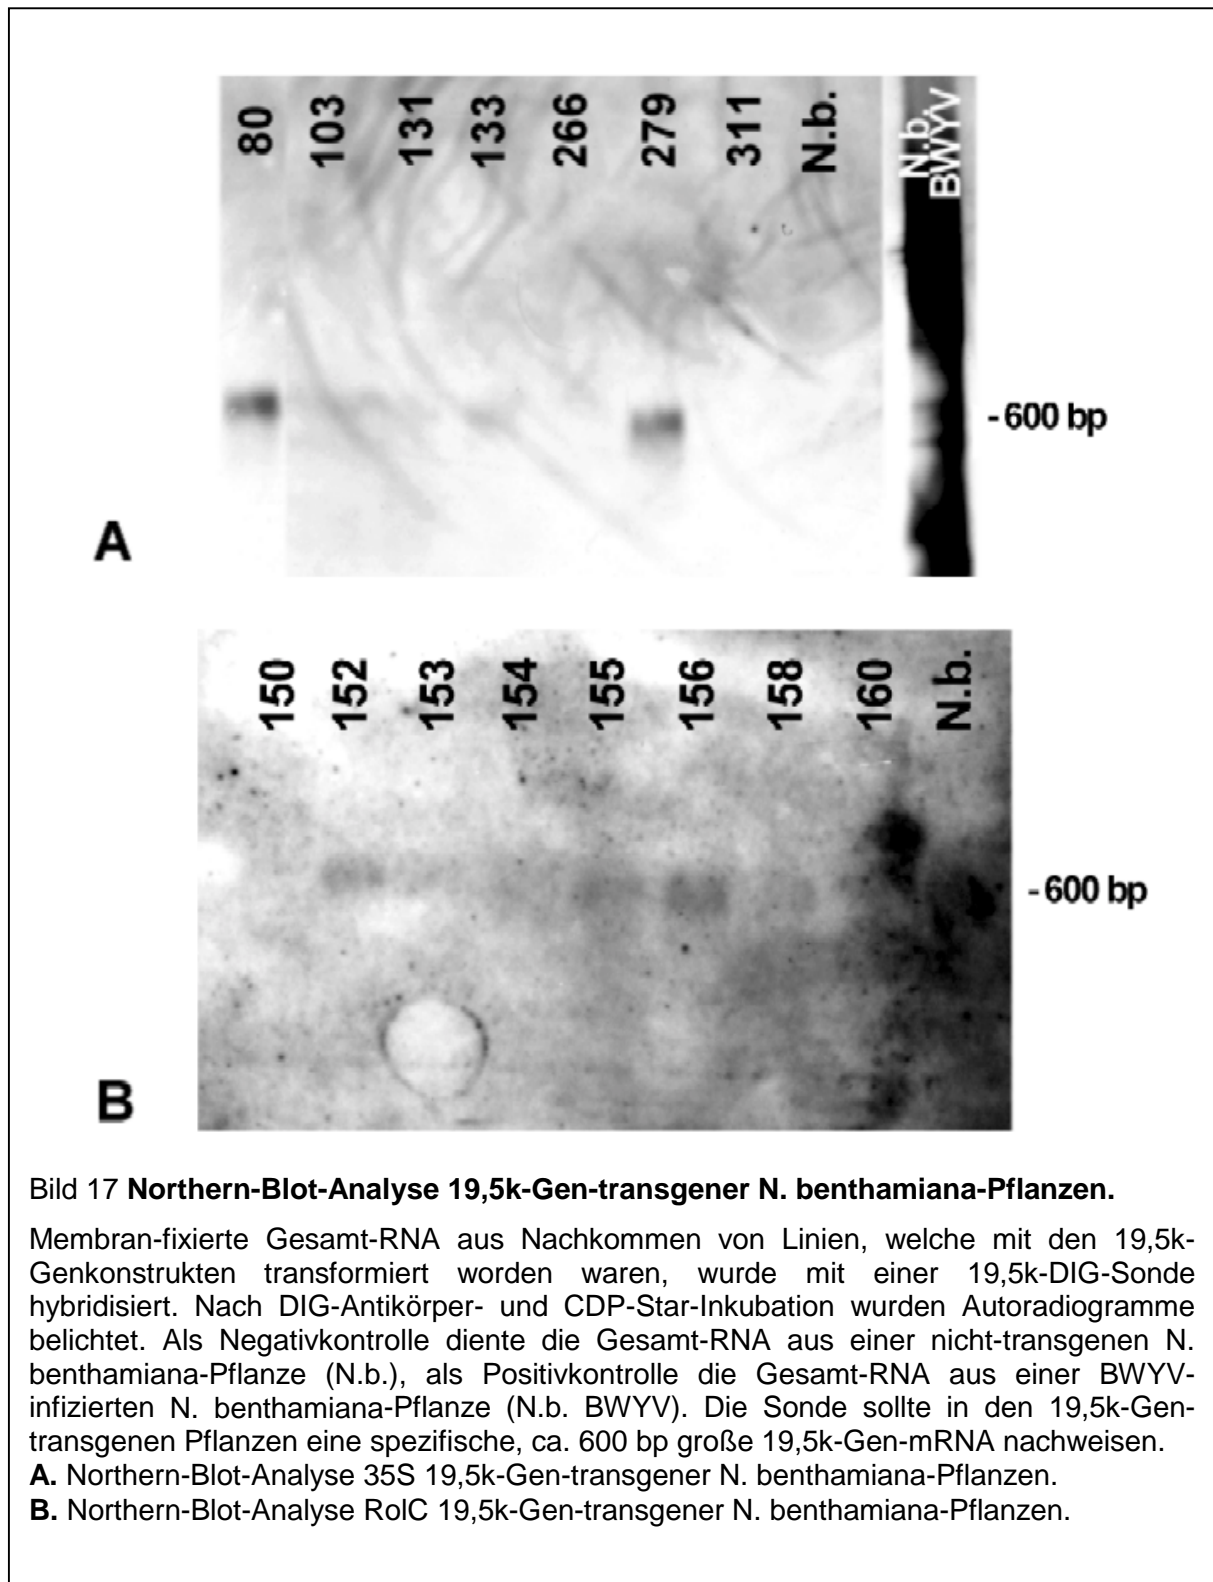 80 103 131 133 266 279 311 N.b. N.b. BWYV
- 600 bp
A
150 152 153 154 155 156 158 160 N.b.
- 600 bp
B
Bild 17 Northern-Blot-Analyse 19,5k-Gen-transgener N. benthamiana-Pflanzen.
Membran-fixierte Gesamt-RNA aus Nachkommen von Linien, welche mit den 19,5k-
Genkonstrukten transformiert worden waren, wurde mit einer 19,5k-DIG-Sonde
hybridisiert. Nach DIG-Antikörper- und CDP-Star-Inkubation wurden Autoradiogramme
belichtet. Als Negativkontrolle diente die Gesamt-RNA aus einer nicht-transgenen N.
benthamiana-Pflanze (N.b.), als Positivkontrolle die Gesamt-RNA aus einer BWYV-
infizierten N. benthamiana-Pflanze (N.b. BWYV). Die Sonde sollte in den 19,5k-Gen-
transgenen Pflanzen eine spezifische, ca. 600 bp große 19,5k-Gen-mRNA nachweisen.
A. Northern-Blot-Analyse 35S 19,5k-Gen-transgener N. benthamiana-Pflanzen.
B. Northern-Blot-Analyse RolC 19,5k-Gen-transgener N. benthamiana-Pflanzen.